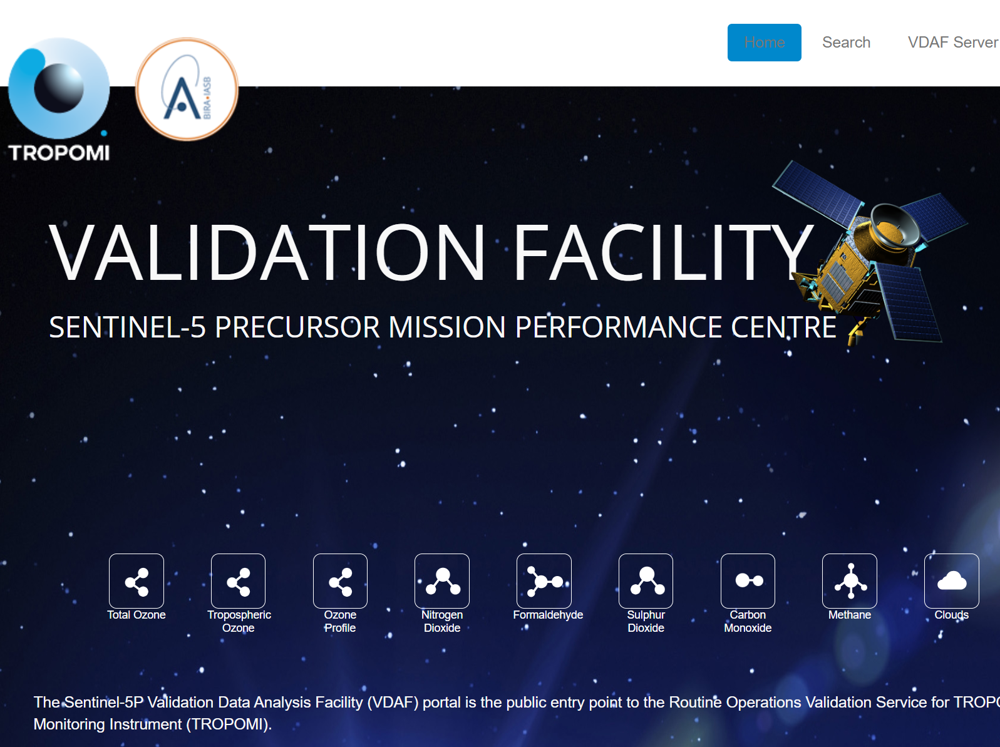 Home Search VDAF Server
BIRA•IASB
TROPOMI
VALIDATION FACILITY
SENTINEL-5 PRECURSOR MISSION PERFORMANCE CENTRE
Total Ozone
Tropospheric
Ozone
Ozone
Profile
Nitrogen
Dioxide
Formaldehyde
Sulphur
Dioxide
Carbon
Monoxide
Methane
Clouds
The Sentinel-5P Validation Data Analysis Facility (VDAF) portal is the public entry point to the Routine Operations Validation Service for
Monitoring Instrument (TROPOMI).